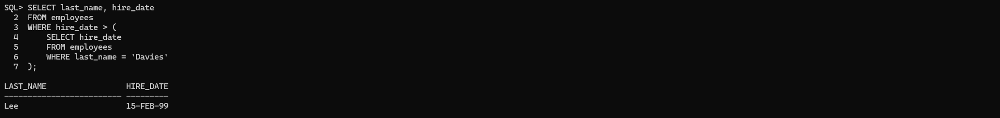 SQL> SELECT last_name, hire_date
  2  FROM employees
  3  WHERE hire_date > (
  4      SELECT hire_date
  5      FROM employees
  6      WHERE last_name = 'Davies'
  7  );
LAST_NAME                 HIRE_DATE
------------------------- ---------
Lee                       15-FEB-99